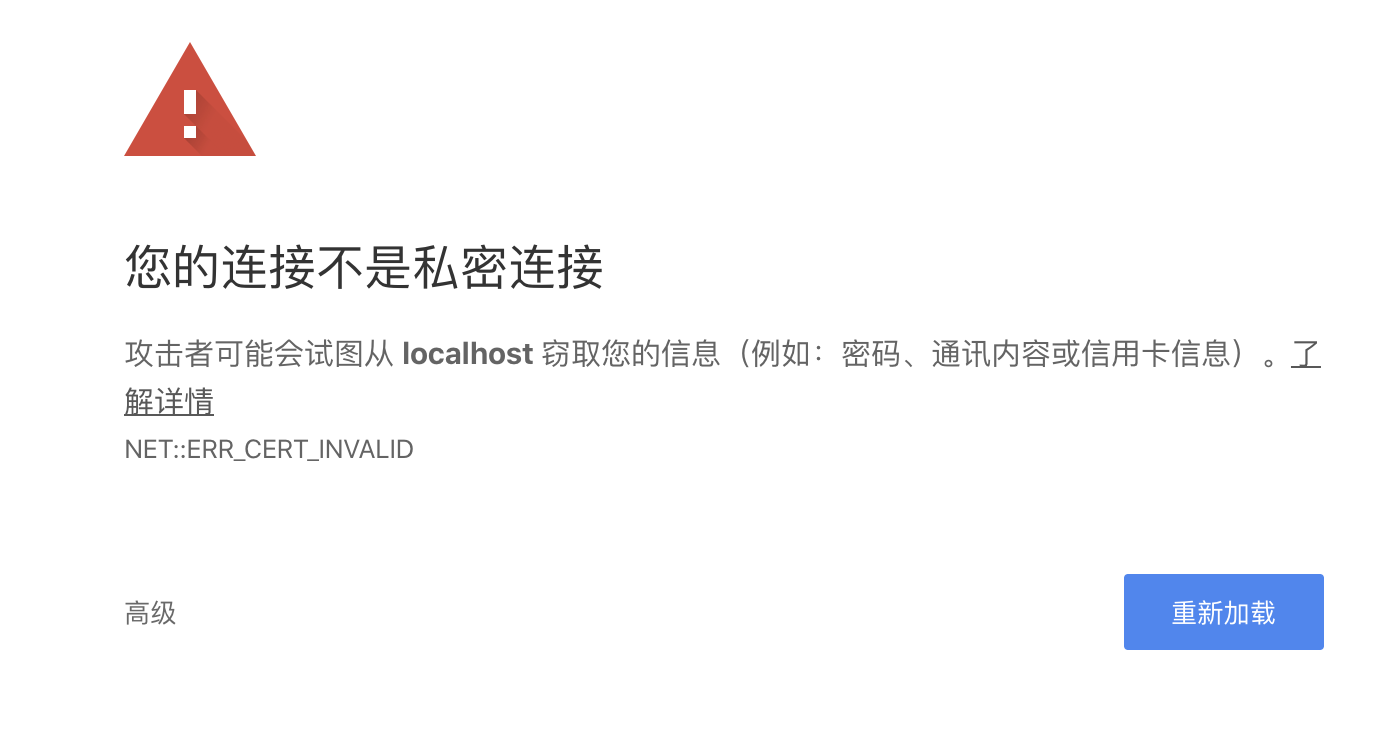 您的连接不是私密连接
攻击者可能会试图从 localhost 窃取您的信息（例如：密码、通讯内容或信用卡信息）。了
解详情
NET::ERR_CERT_INVALID
高级
重新加载